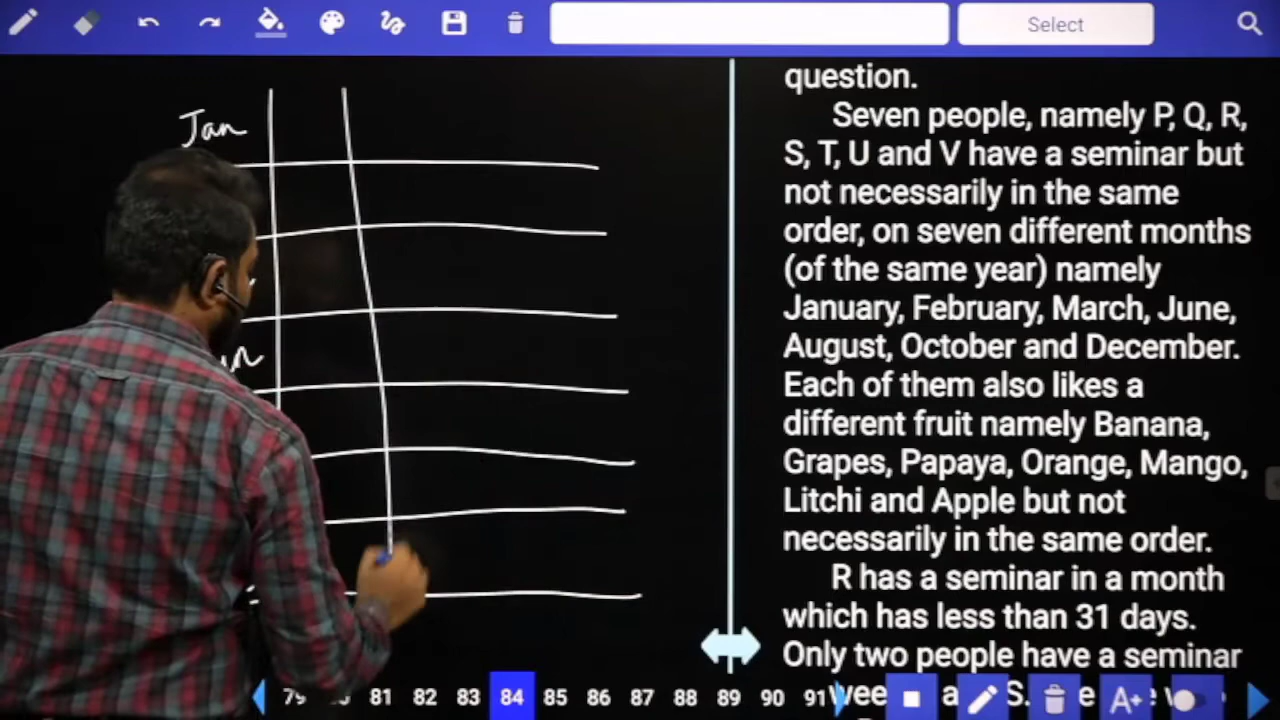 Select
Jan
question.
Seven people, namely P, Q, R,
S, T, U and V have a seminar but
not necessarily in the same
order, on seven different months
(of the same year) namely
January, February, March, June,
August, October and December.
Each of them also likes a
different fruit namely Banana,
Grapes, Papaya, Orange, Mango,
Litchi and Apple but not
necessarily in the same order.
R has a seminar in a month
which has less than 31 days.
Only two people have a seminar
79 81 82 83 84 85 86 87 88 89 90 91
A+